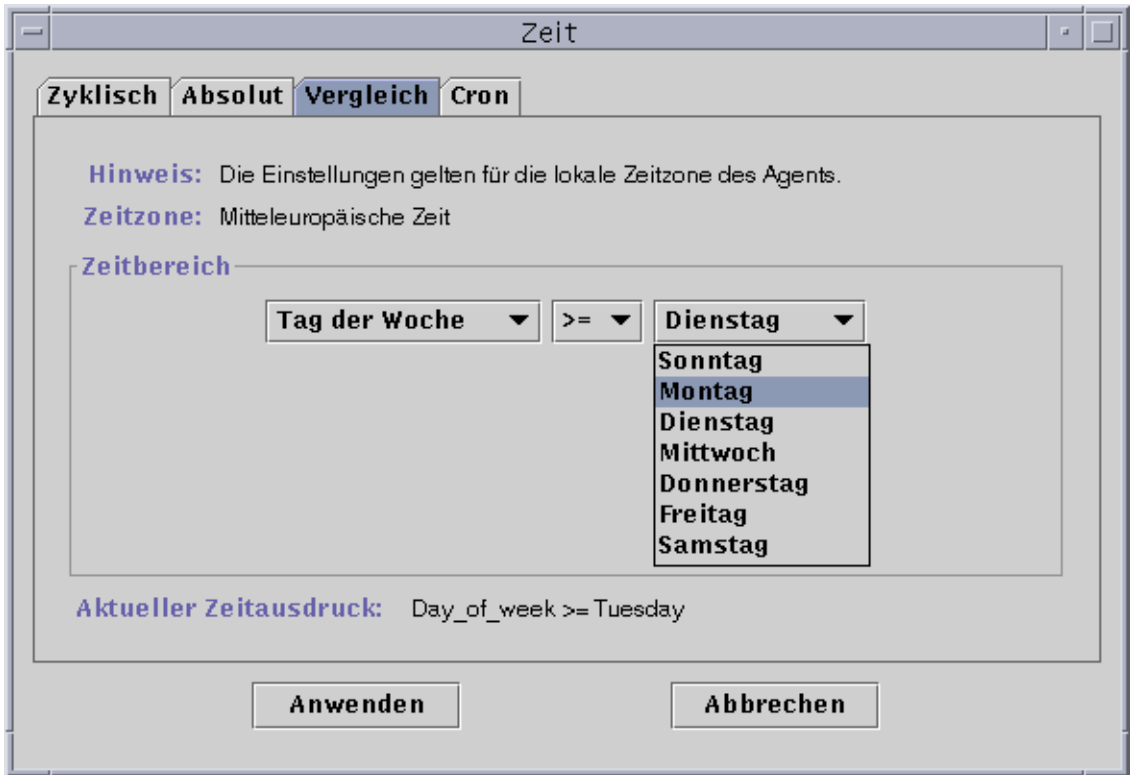 Zeit
Zyklisch Absolut Vergleich Cron
Hinweis: Die Einstellungen gelten für die lokale Zeitzone des Agents.
Zeitzone: Mitteleuropäische Zeit
Zeitbereich
Tag der Woche >= Dienstag
Sonntag
Montag
Dienstag
Mittwoch
Donnerstag
Freitag
Samstag
Aktueller Zeitausdruck: Day_of_week >= Tuesday
Anwenden Abbrechen